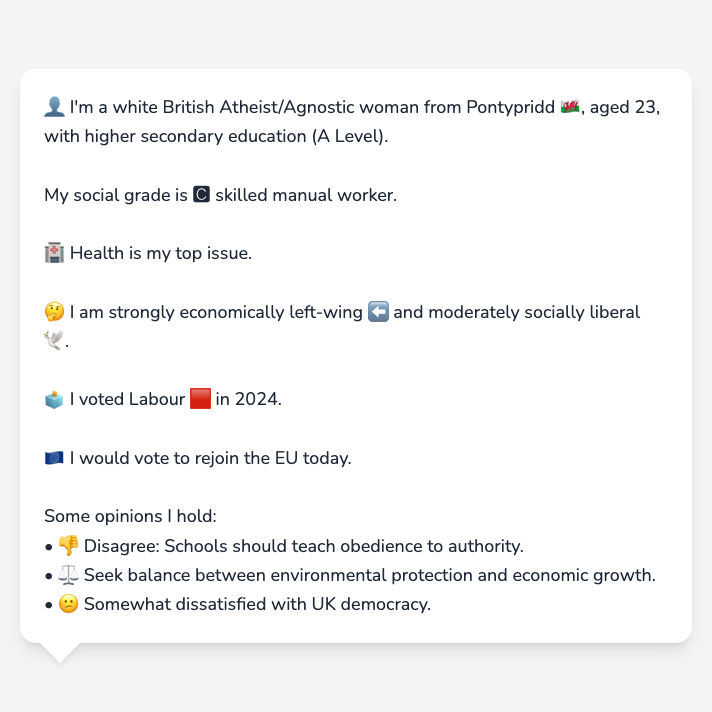 👤 I'm a white British Atheist/Agnostic woman from Pontypridd 🏴󠁧󠁢󠁷󠁬󠁳󠁿, aged 23,
with higher secondary education (A Level).
My social grade is 🅲 skilled manual worker.
🏥 Health is my top issue.
🤔 I am strongly economically left-wing ⬅️ and moderately socially liberal
🕊️.
🗳️ I voted Labour 🟥 in 2024.
🇪🇺 I would vote to rejoin the EU today.
Some opinions I hold:
• 👎 Disagree: Schools should teach obedience to authority.
• ⚖️ Seek balance between environmental protection and economic growth.
• 😕 Somewhat dissatisfied with UK democracy.